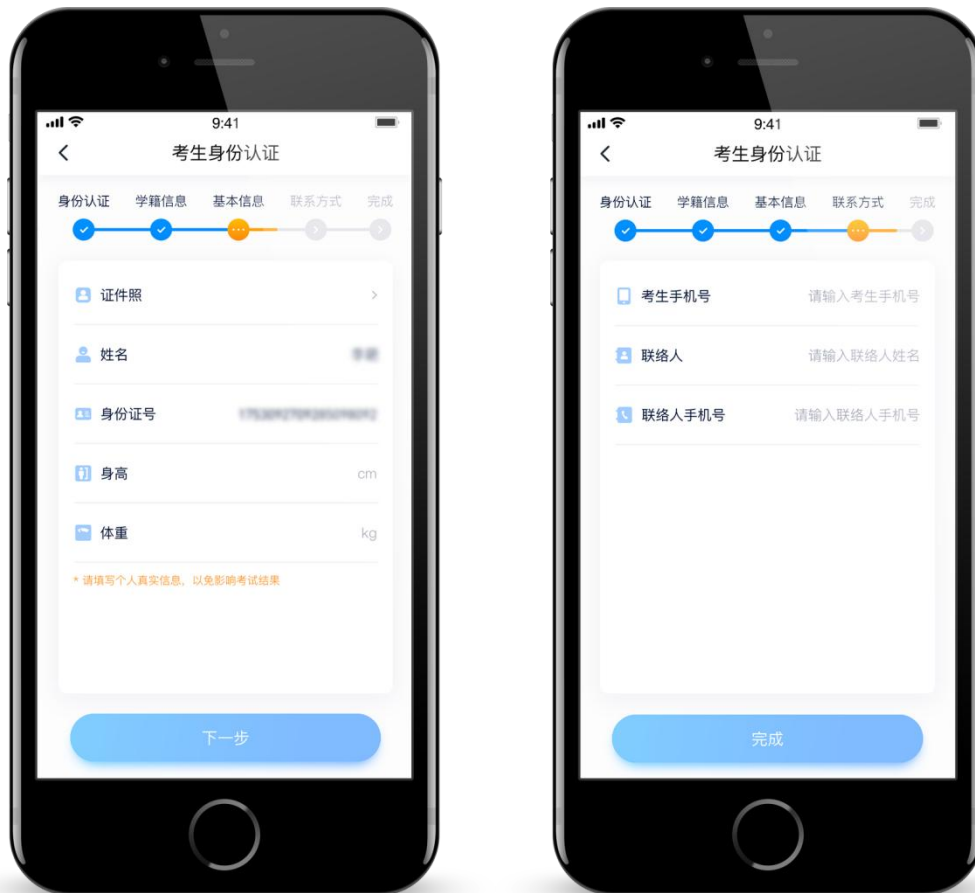 9:41
考生身份认证
身份认证 学籍信息 基本信息 联系方式 完成
证件照
姓名
身份证号
身高 cm
体重 kg
* 请填写个人真实信息，以免影响考试结果
下一步
9:41
考生身份认证
身份认证 学籍信息 基本信息 联系方式 完成
考生手机号 请输入考生手机号
联络人 请输入联络人姓名
联络人手机号 请输入联络人手机号
完成